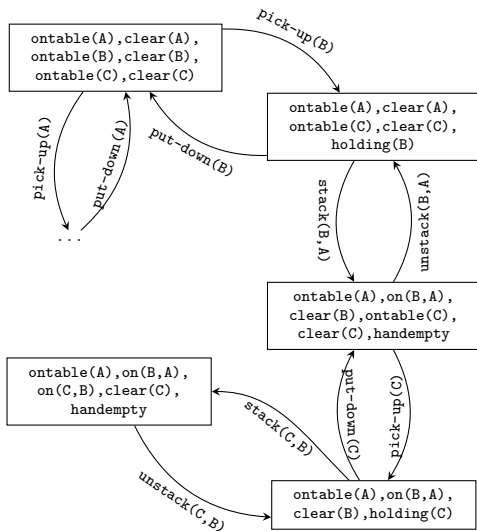 pick-up(B)
ontable(A),clear(A),
ontable(B),clear(B),
ontable(C),clear(C)
ontable(A),clear(A),
ontable(C),clear(C),
holding(B)
put-down(B)
pick-up(A)
put-down(A)
...
stack(B,A)
unstack(B,A)
ontable(A),on(B,A),
clear(B),ontable(C),
clear(C),handempty
ontable(A),on(B,A),
on(C,B),clear(C),
handempty
put-down(C)
pick-up(C)
stack(C,B)
unstack(C,B)
ontable(A),on(B,A),
clear(B),holding(C)